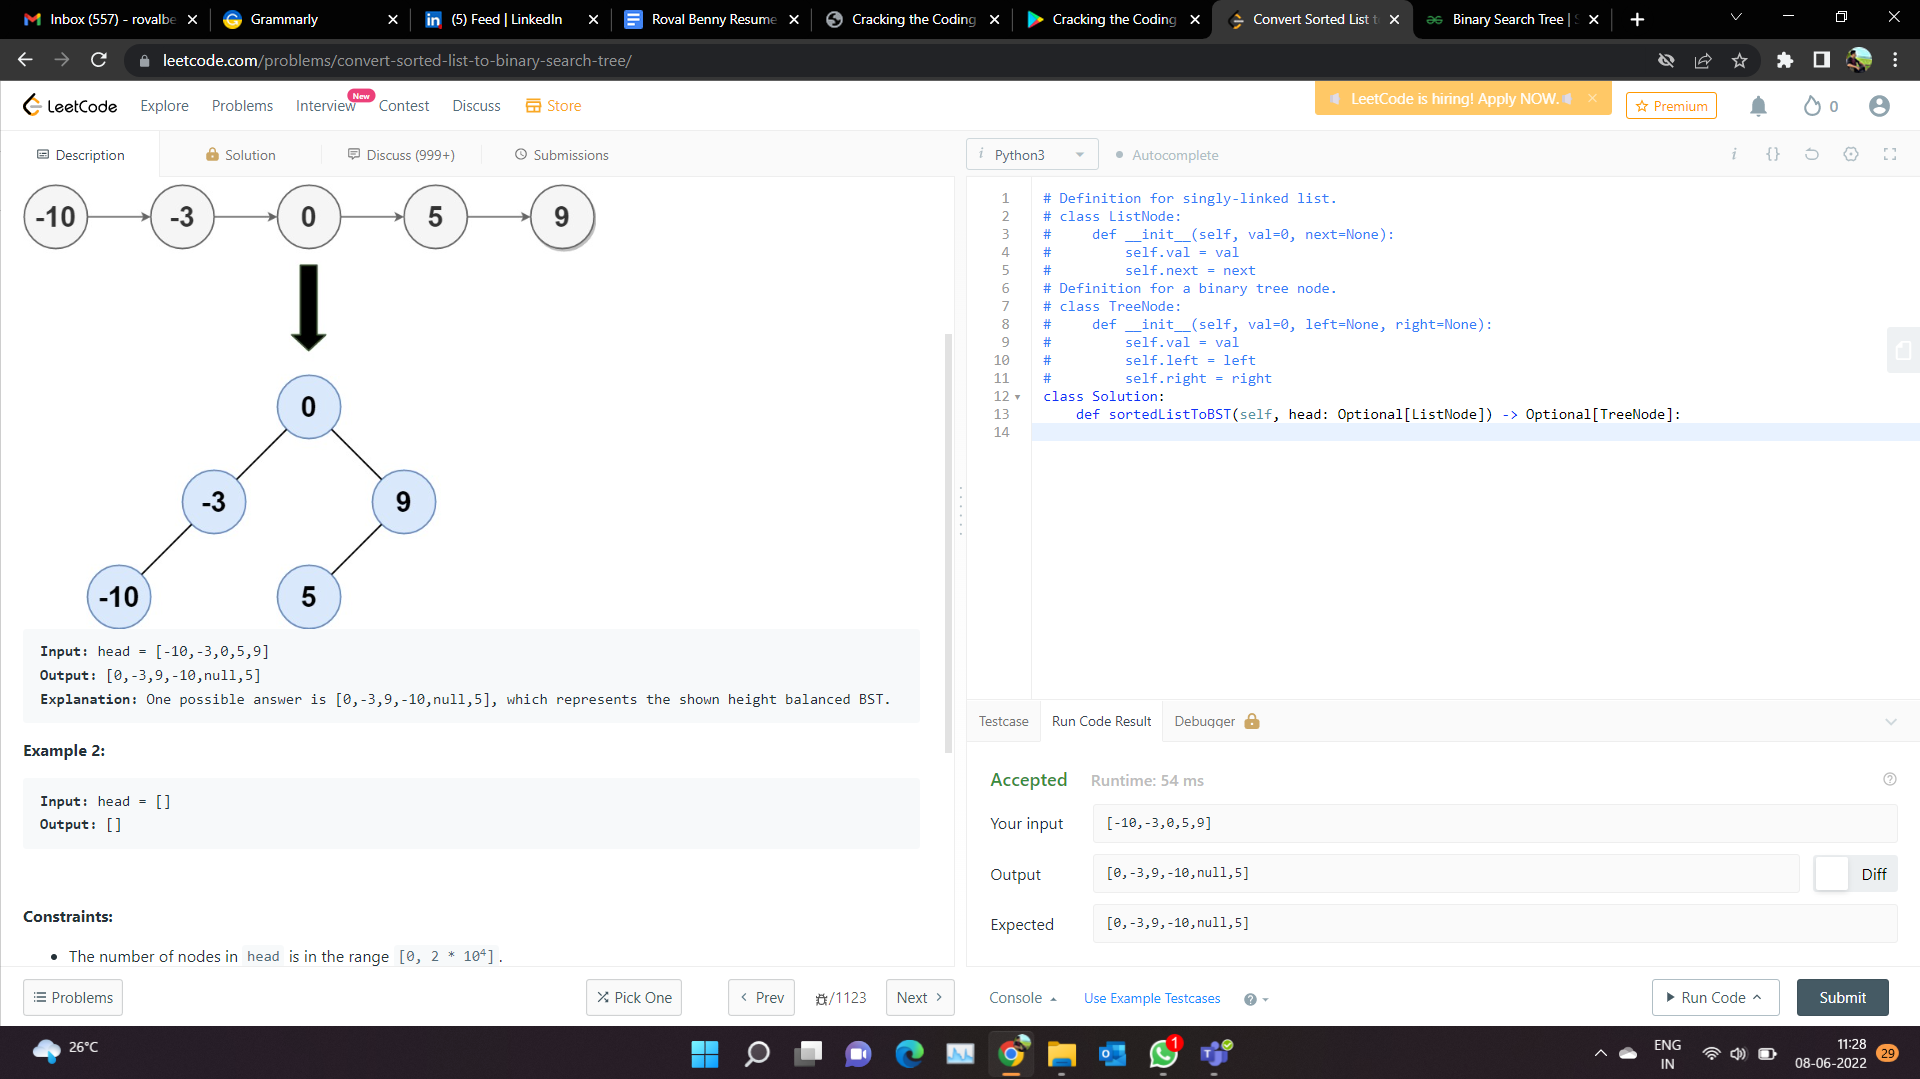 Inbox (557) - rovalbe
Grammarly
(5) Feed | LinkedIn
Roval Benny Resume
Cracking the Coding
Cracking the Coding
Convert Sorted List t
Binary Search Tree |
leetcode.com/problems/convert-sorted-list-to-binary-search-tree/
LeetCode
Explore
Problems
Interview
New
Contest
Discuss
Store
LeetCode is hiring! Apply NOW.
Premium
0
Description
Solution
Discuss (999+)
Submissions
i Python3
Autocomplete
-10
-3
0
5
9
0
-3
9
-10
5
Input: head = [-10,-3,0,5,9]
Output: [0,-3,9,-10,null,5]
Explanation: One possible answer is [0,-3,9,-10,null,5], which represents the shown height balanced BST.
Example 2:
Input: head = []
Output: []
Constraints:
• The number of nodes in head is in the range [0, 2 * 10⁴].
Problems
Pick One
Prev
/1123
Next
1 # Definition for singly-linked list.
2 # class ListNode:
3 #     def __init__(self, val=0, next=None):
4 #         self.val = val
5 #         self.next = next
6 # Definition for a binary tree node.
7 # class TreeNode:
8 #     def __init__(self, val=0, left=None, right=None):
9 #         self.val = val
10 #         self.left = left
11 #         self.right = right
12 class Solution:
13     def sortedListToBST(self, head: Optional[ListNode]) -> Optional[TreeNode]:
14
Testcase
Run Code Result
Debugger
Accepted
Runtime: 54 ms
Your input
[-10,-3,0,5,9]
Output
[0,-3,9,-10,null,5]
Diff
Expected
[0,-3,9,-10,null,5]
Console
Use Example Testcases
Run Code
Submit
26°C
1
ENG
IN
11:28
08-06-2022
29